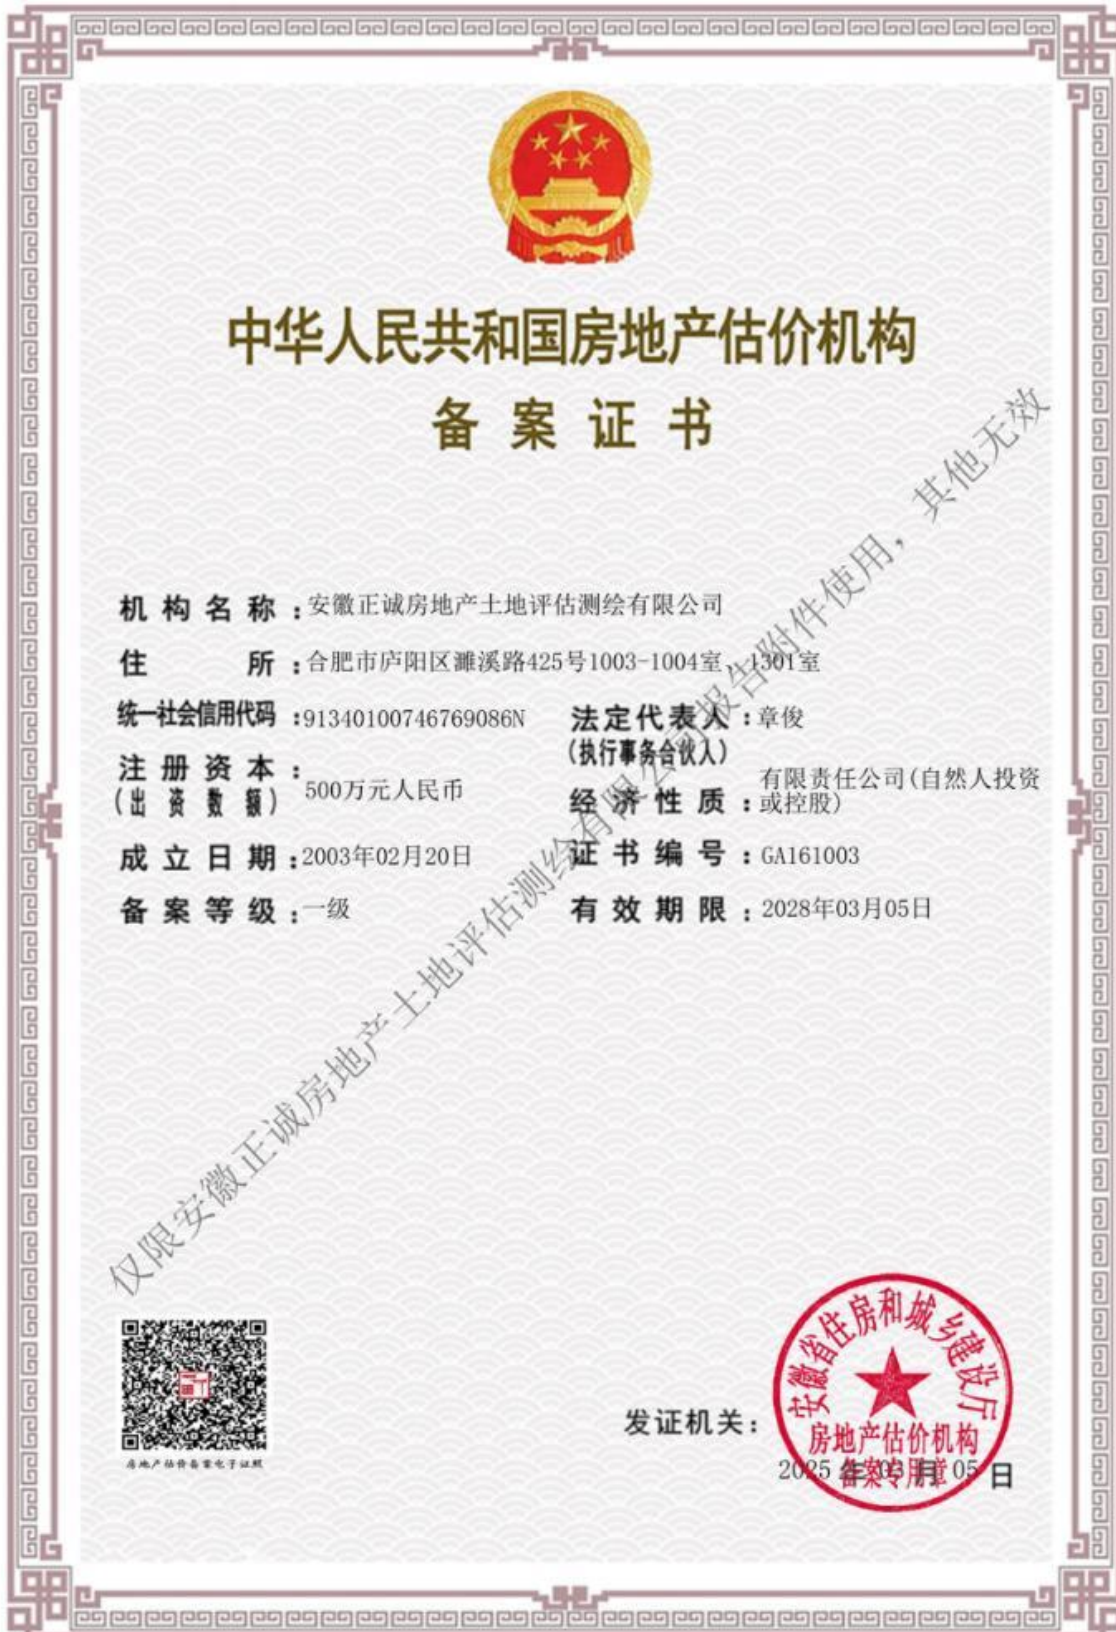 中华人民共和国房地产估价机构
备案证书
机构名称：安徽正诚房地产土地评估测绘有限公司
住所：合肥市庐阳区濉溪路425号1003-1004室、1301室
统一社会信用代码：91340100746769086N
法定代表人：章俊
（执行事务合伙人）
注册资本：500万元人民币
（出资数额）
经济性质：有限责任公司(自然人投资
或控股)
成立日期：2003年02月20日
证书编号：GA161003
备案等级：一级
有效期限：2028年03月05日
仅限安徽正诚房地产土地评估测绘有限公司报告附件使用，其他无效
房地产估价备案电子证照
发证机关：
安徽省住房和城乡建设厅
房地产估价机构
备案专用章
2025年03月05日